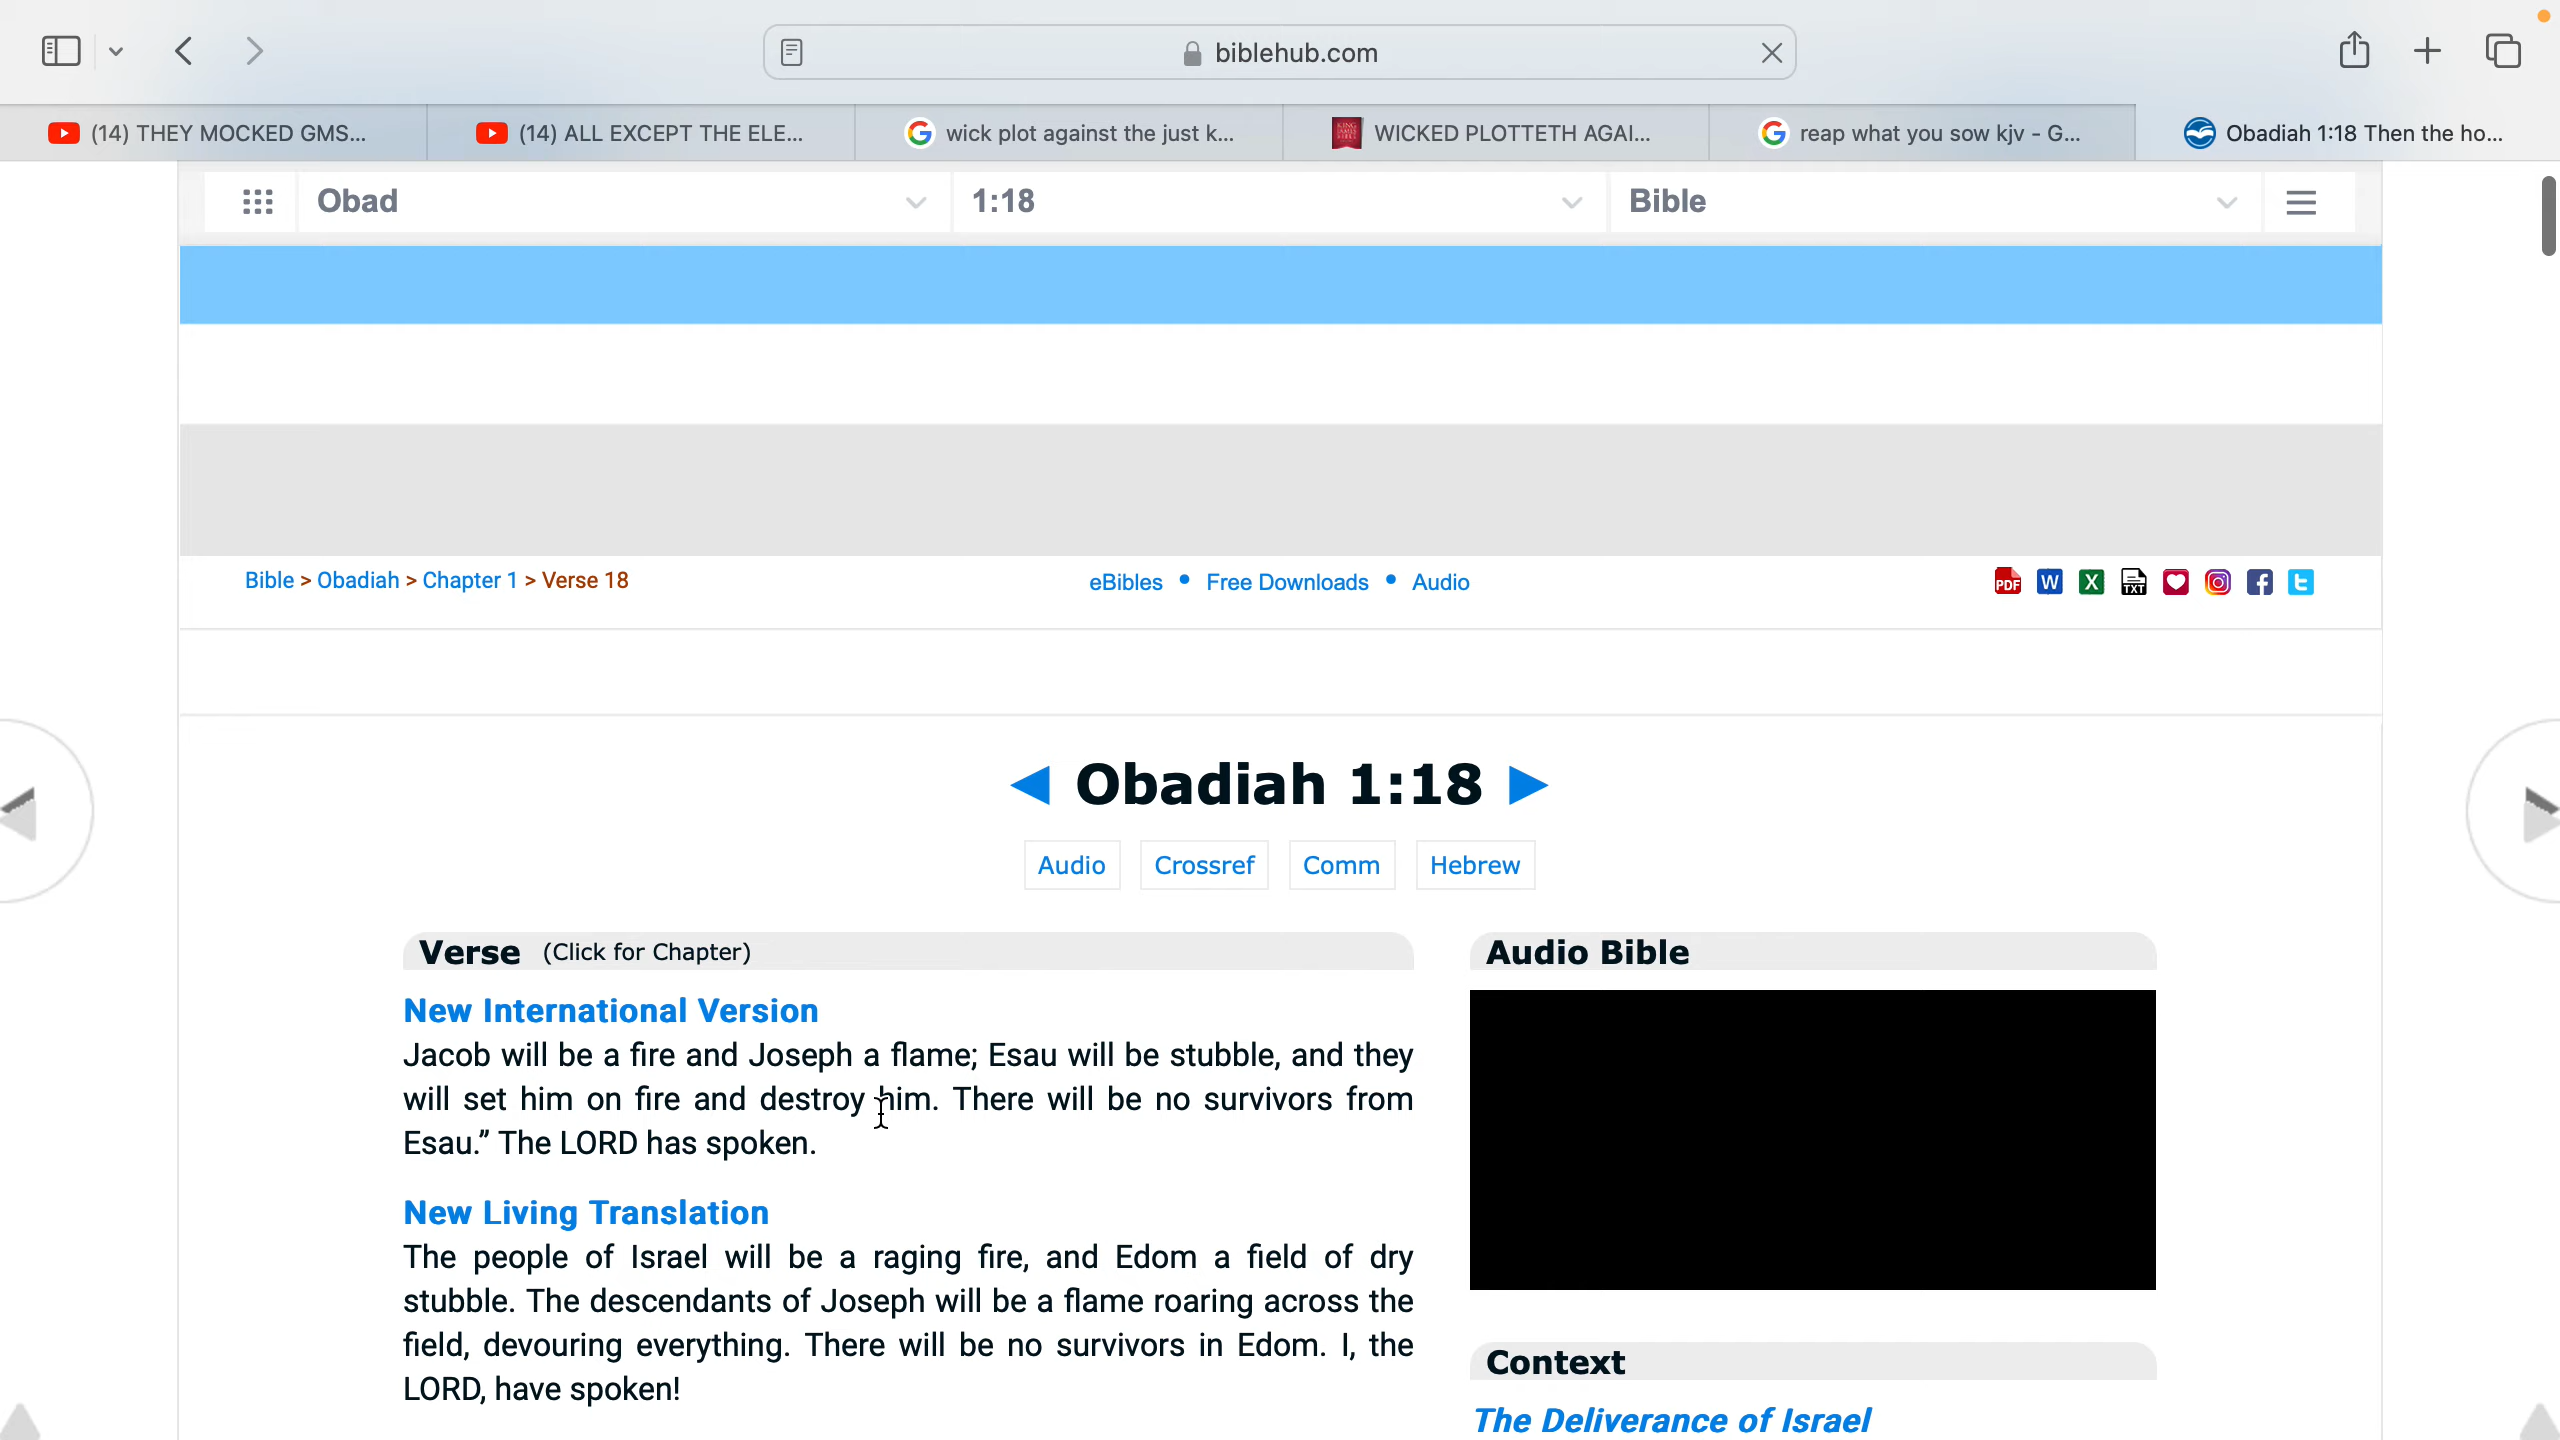 biblehub.com
(14) THEY MOCKED GMS...
(14) ALL EXCEPT THE ELE...
wick plot against the just k...
WICKED PLOTTETH AGAI...
reap what you sow kjv - G...
Obadiah 1:18 Then the ho...
Obad
1:18
Bible
Bible > Obadiah > Chapter 1 > Verse 18
eBibles • Free Downloads • Audio
PDF W X TXT
Obadiah 1:18
Audio Crossref Comm Hebrew
Verse (Click for Chapter)
New International Version
Jacob will be a fire and Joseph a flame; Esau will be stubble, and they
will set him on fire and destroy him. There will be no survivors from
Esau.” The LORD has spoken.
New Living Translation
The people of Israel will be a raging fire, and Edom a field of dry
stubble. The descendants of Joseph will be a flame roaring across the
field, devouring everything. There will be no survivors in Edom. I, the
LORD, have spoken!
Audio Bible
Context
The Deliverance of Israel